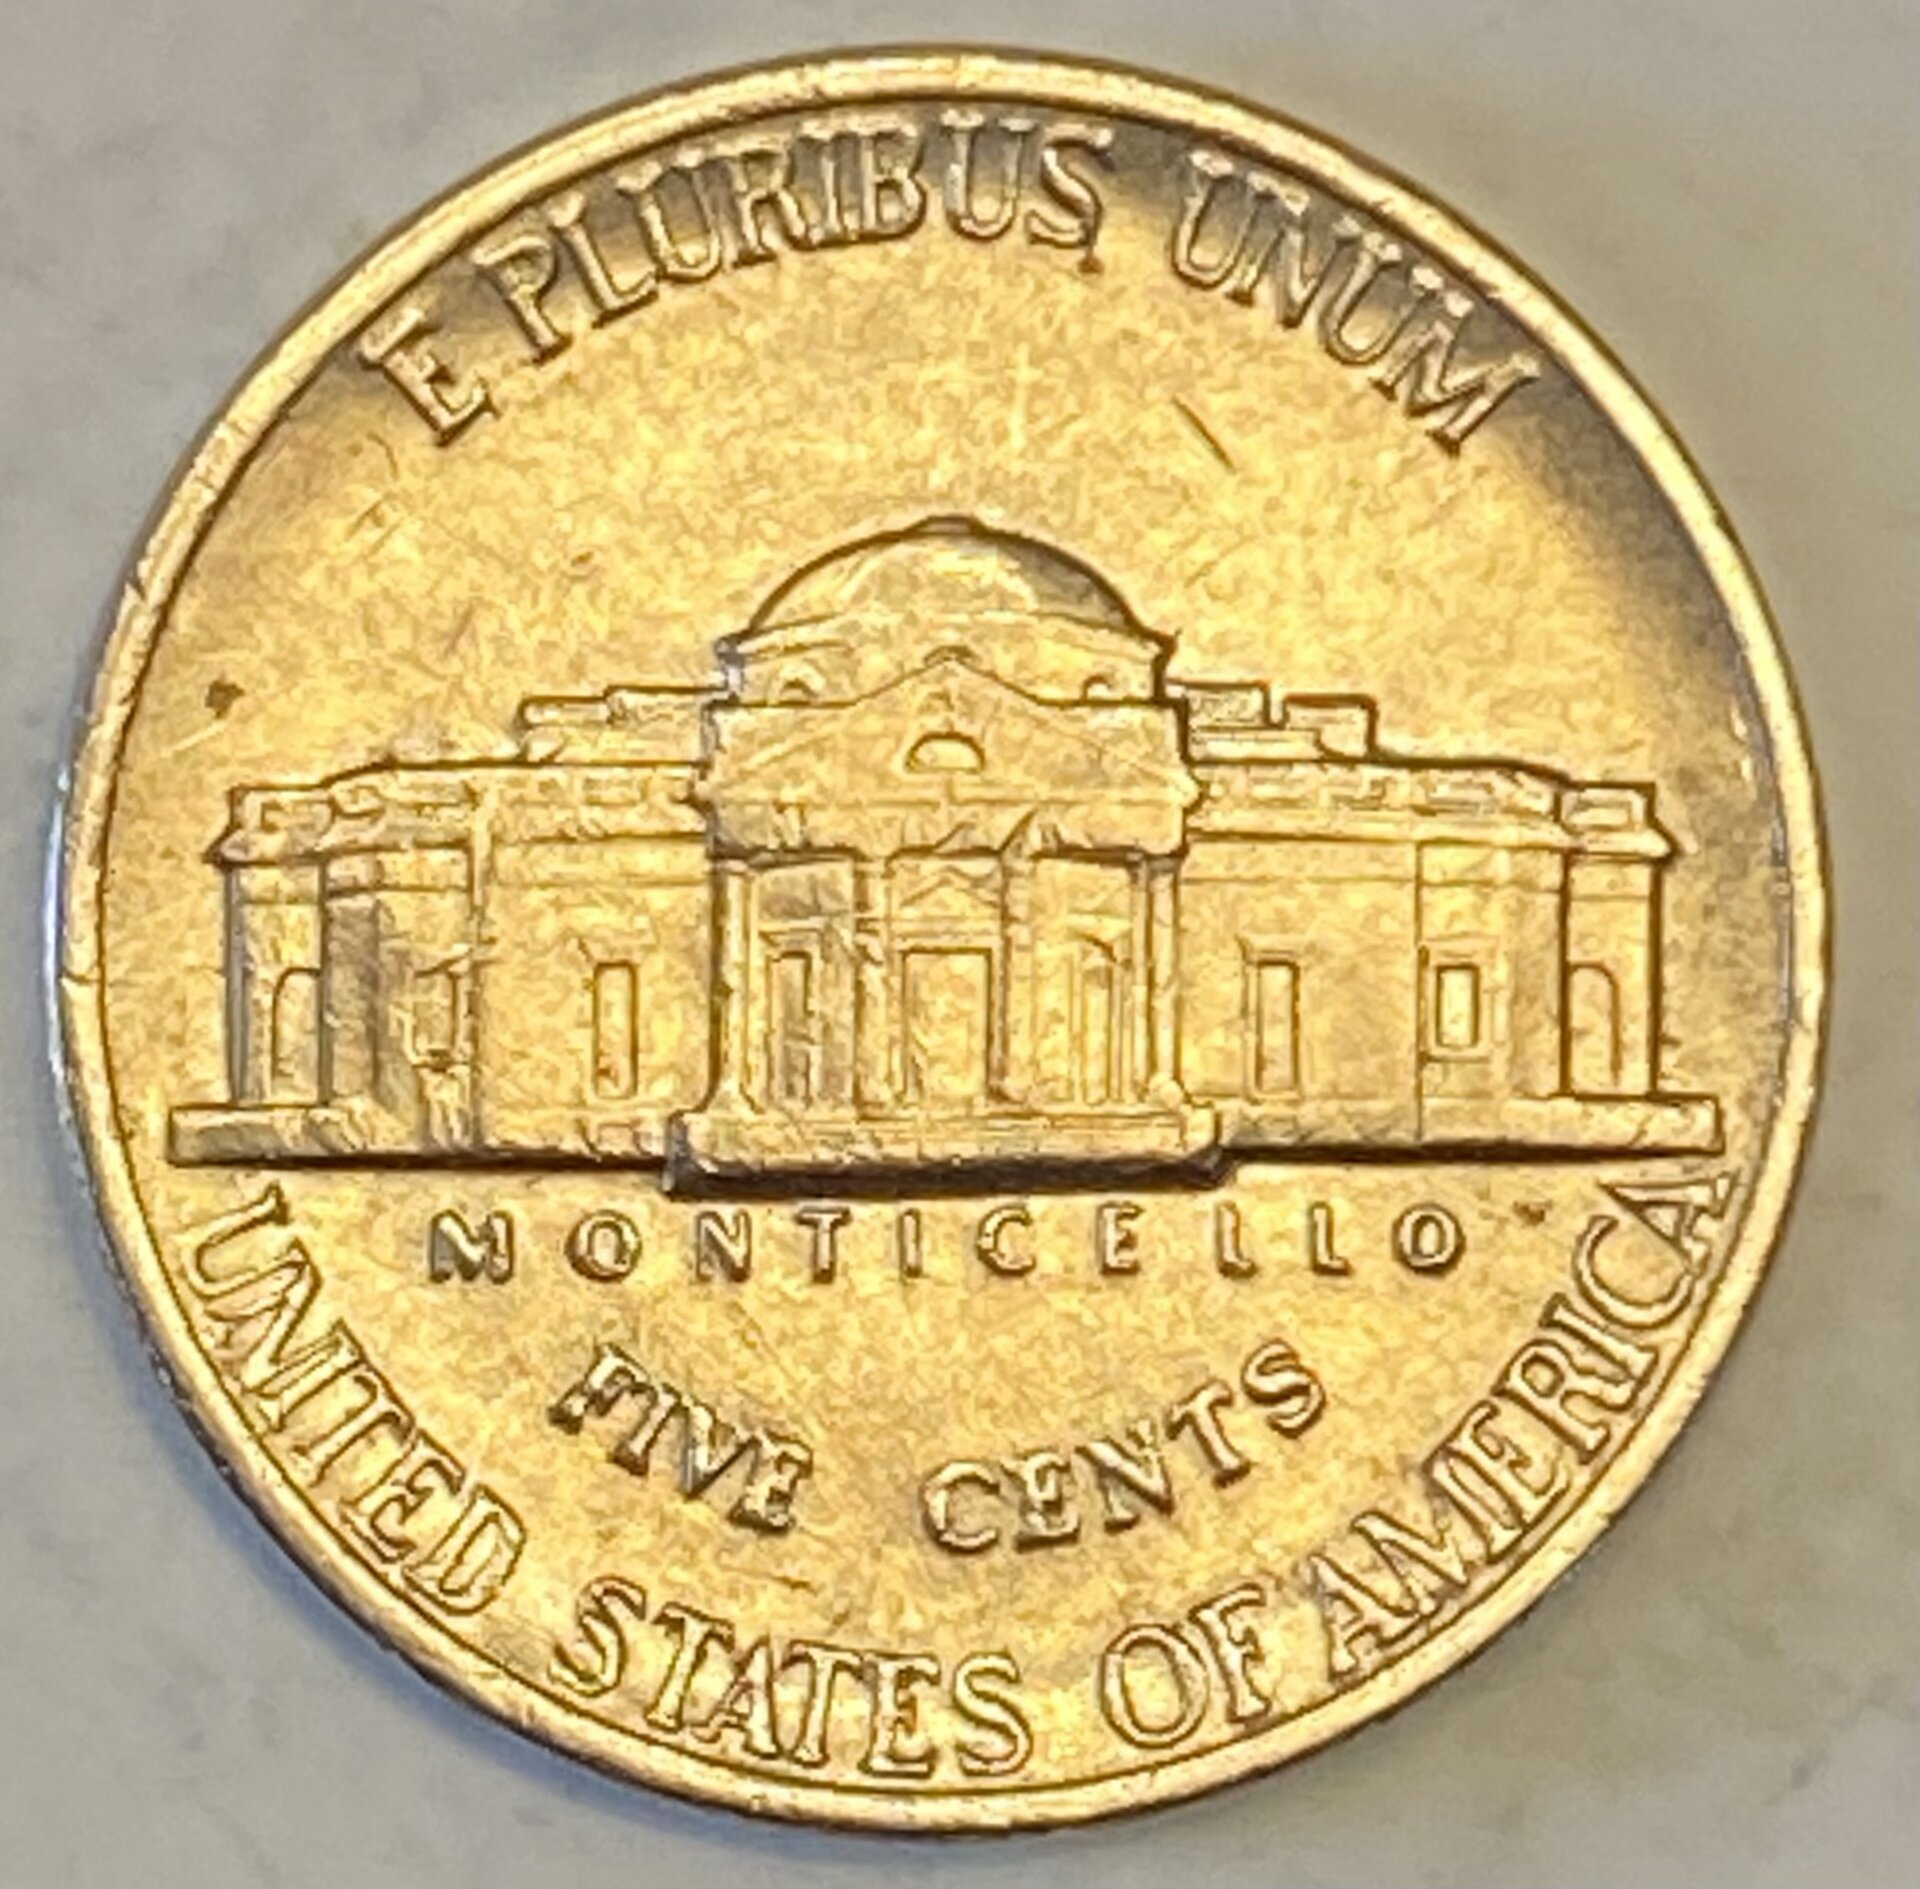 E PLURIBUS UNUM
MONTICELLO
FIVE CENTS
UNITED STATES OF AMERICA